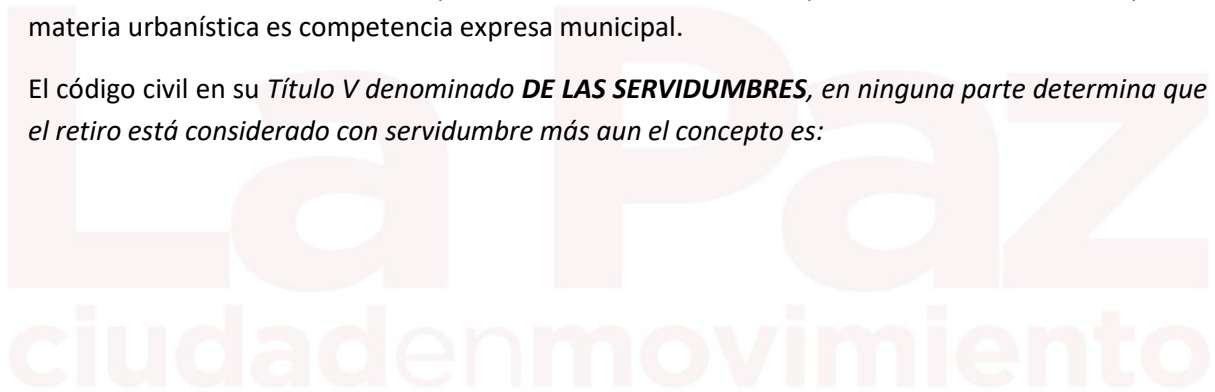 materia urbanística es competencia expresa municipal.
El código civil en su Título V denominado DE LAS SERVIDUMBRES, en ninguna parte determina que
el retiro está considerado con servidumbre más aun el concepto es:
La Paz
ciudadenmovimiento